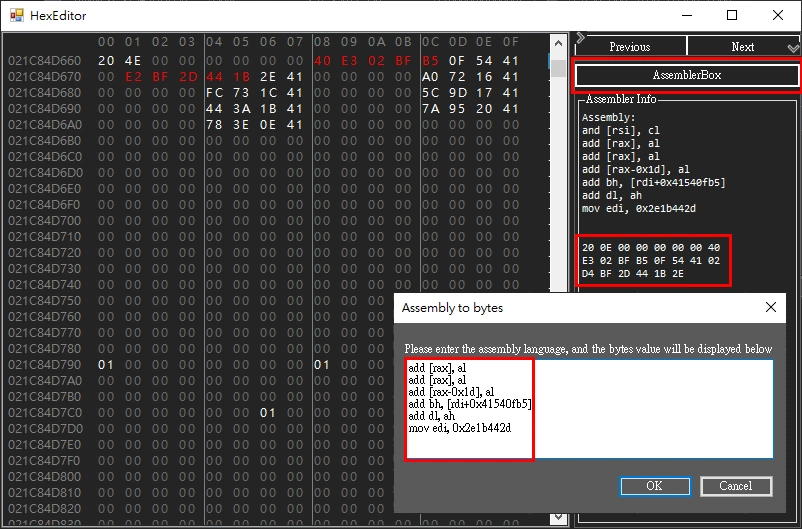 HexEditor
00 01 02 03 04 05 06 07 08 09 0A 0B 0C 0D 0E 0F
021C84D660 20 4E 00 00 00 00 00 00 40 E3 02 BF B5 0F 54 41
021C84D670 00 E2 BF 2D 44 1B 2E 41 00 00 00 00 A0 72 16 41
021C84D680 00 00 00 00 FC 73 1C 41 00 00 00 00 5C 9D 17 41
021C84D690 00 00 00 00 44 3A 1B 41 00 00 00 00 7A 95 20 41
021C84D6A0 00 00 00 00 78 3E 0E 41 00 00 00 00 00 00 00 00
021C84D6B0 00 00 00 00 00 00 00 00 00 00 00 00 00 00 00 00
021C84D6C0 00 00 00 00 00 00 00 00 00 00 00 00 00 00 00 00
021C84D6D0 00 00 00 00 00 00 00 00 00 00 00 00 00 00 00 00
021C84D6E0 00 00 00 00 00 00 00 00 00 00 00 00 00 00 00 00
021C84D6F0 00 00 00 00 00 00 00 00 00 00 00 00 00 00 00 00
021C84D700 00 00 00 00 00 00 00 00 00 00 00 00 00 00 00 00
021C84D710 00 00 00 00 00 00 00 00 00 00 00 00 00 00 00 00
021C84D720 00 00 00 00 00 00 00 00 00 00 00 00 00 00 00 00
021C84D730 00 00 00 00 00 00 00 00 00 00 00 00 00 00 00 00
021C84D740 00 00 00 00 00 00 00 00 00 00 00 00 00 00 00 00
021C84D750 00 00 00 00 00 00 00 00 00 00 00
021C84D760 00 00 00 00 00 00 00 00 00 00 00
021C84D770 00 00 00 00 00 00 00 00 00 00 00
021C84D780 00 00 00 00 00 00 00 00 00 00 00
021C84D790 01 00 00 00 00 00 00 00 01 00 00
021C84D7A0 00 00 00 00 00 00 00 00 00 00 00
021C84D7B0 00 00 00 00 00 00 00 00 00 00 00
021C84D7C0 00 00 00 00 00 00 01 00 00 00 00
021C84D7D0 00 00 00 00 00 00 00 00 00 00 00
021C84D7E0 00 00 00 00 00 00 00 00 00 00 00
021C84D7F0 00 00 00 00 00 00 00 00 00 00 00
021C84D800 00 00 00 00 00 00 00 00 00 00 00
021C84D810 00 00 00 00 00 00 00 00 00 00 00
021C84D820 00 00 00 00 00 00 00 00 00 00 00
Previous
Next
AssemblerBox
Assembler Info
Assembly:
and [rsi], cl
add [rax], al
add [rax], al
add [rax-0x1d], al
add bh, [rdi+0x41540fb5]
add dl, ah
mov edi, 0x2e1b442d
20 0E 00 00 00 00 00 40
E3 02 BF B5 0F 54 41 02
D4 BF 2D 44 1B 2E
Assembly to bytes
Please enter the assembly language, and the bytes value will be displayed below
add [rax], al
add [rax], al
add [rax-0x1d], al
add bh, [rdi+0x41540fb5]
add dl, ah
mov edi, 0x2e1b442d
OK
Cancel